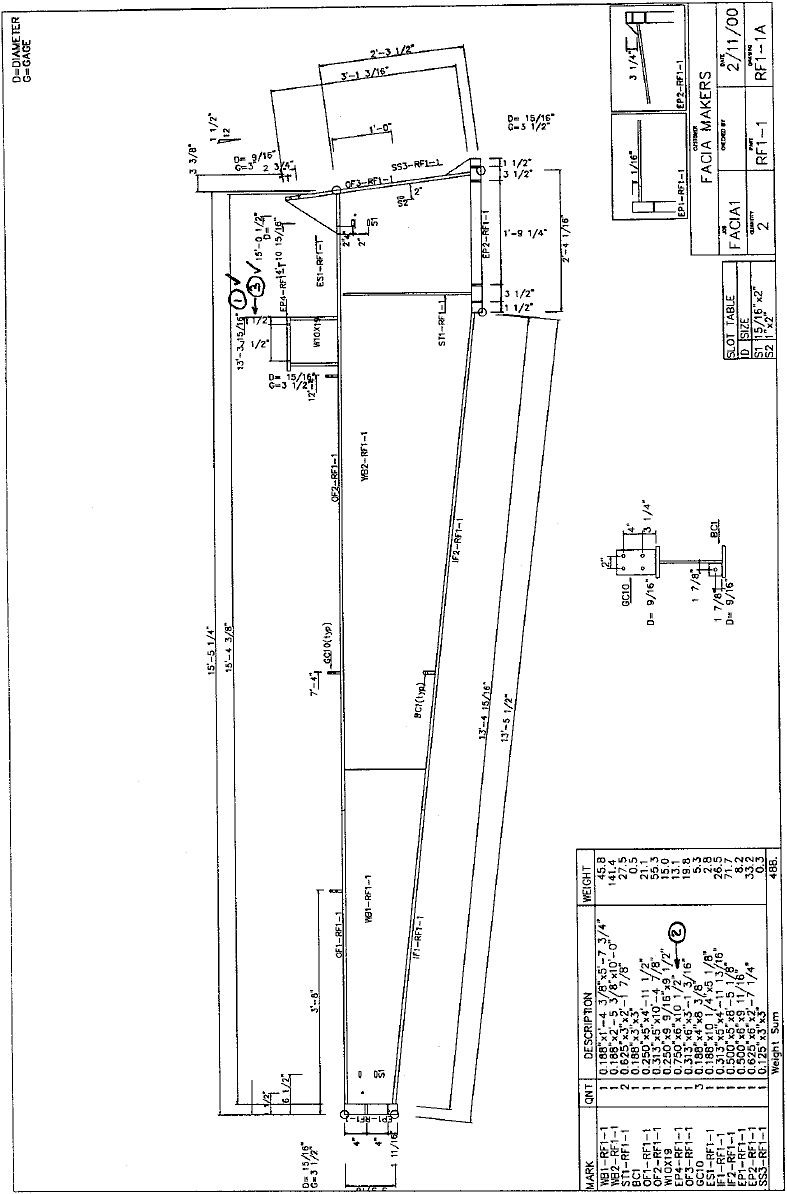 D=DIAMETER
G=GAGE
2'-3 1/2"
3'-1 3/16"
1'-0"
1 1/2"
12
3 3/8"
D= 9/16"
G=3"
2 3/4"
SS3-RF1-1
OF3-RF1-1
2"
D= 15/16"
G=3 1/2"
1 1/2"
3 1/2"
1'-9 1/4"
2'-4 1/16"
3 1/2"
1 1/2"
EP2-RF1-1
S1
2"
ES1-RF1-1
15'-0 1/2"
1
3
13'-3 15/16"
1/2"
W10X19
ST1-RF1-1
D= 15/16"
G=3 1/2"
OF2-RF1-1
WB2-RF1-1
IF2-RF1-1
15'-5 1/4"
15'-4 3/8"
GC10(typ)
7'-4"
BC1(typ)
13'-4 15/16"
13'-5 1/2"
OF1-RF1-1
WB1-RF1-1
IF1-RF1-1
3'-8"
6 1/2"
1/2"
EP1-RF1-1
4"
4"
11/16"
D= 15/16"
G=3 1/2"
3 1/4"
EP2-RF1-1
1/16"
EP1-RF1-1
CUSTOMER
FACIA MAKERS
JOB
FACIA1
CHECKED BY
DATE
2/11/00
QUANTITY
2
PART
RF1-1
DRAWING
RF1-1A
SLOT TABLE
ID SIZE
S1 15/16"x2"
S2 1"x2"
4"
3 1/4"
2"
GC10
D= 9/16"
BC1
1 7/8"
1 7/8"
D= 9/16"
MARK QNT DESCRIPTION WEIGHT
WB1-RF1-1 1 0.188"x1'-4 3/8"x5'-7 3/4" 45.8
WB2-RF1-1 1 0.188"x2'-5 3/8"x10'-0" 141.4
ST1-RF1-1 2 0.625"x3"x2'-1 7/8" 27.5
BC1 1 0.188"x3"x3" 0.5
OF1-RF1-1 1 0.250"x5"x4'-11 1/2" 21.1
OF2-RF1-1 1 0.313"x5"x10'-4 7/8" 55.3
W10X19 1 0.250"x9 9/16"x9 1/2" 15.0
EP4-RF1-1 1 0.750"x6"x10 1/2" 13.1
2
OF3-RF1-1 1 0.313"x6"x3'-1 3/16" 19.8
GC10 3 0.188"x4"x8 3/8" 5.3
ES1-RF1-1 1 0.188"x10 1/4"x5 1/8" 2.8
IF1-RF1-1 1 0.313"x5"x4'-11 13/16" 26.5
IF2-RF1-1 1 0.500"x5"x8'-5 1/8" 71.7
EP1-RF1-1 1 0.500"x6"x9 11/16" 8.2
EP2-RF1-1 1 0.625"x6"x2'-7 1/4" 33.2
SS3-RF1-1 1 0.125"x3"x3" 0.3
Weight Sum 488.